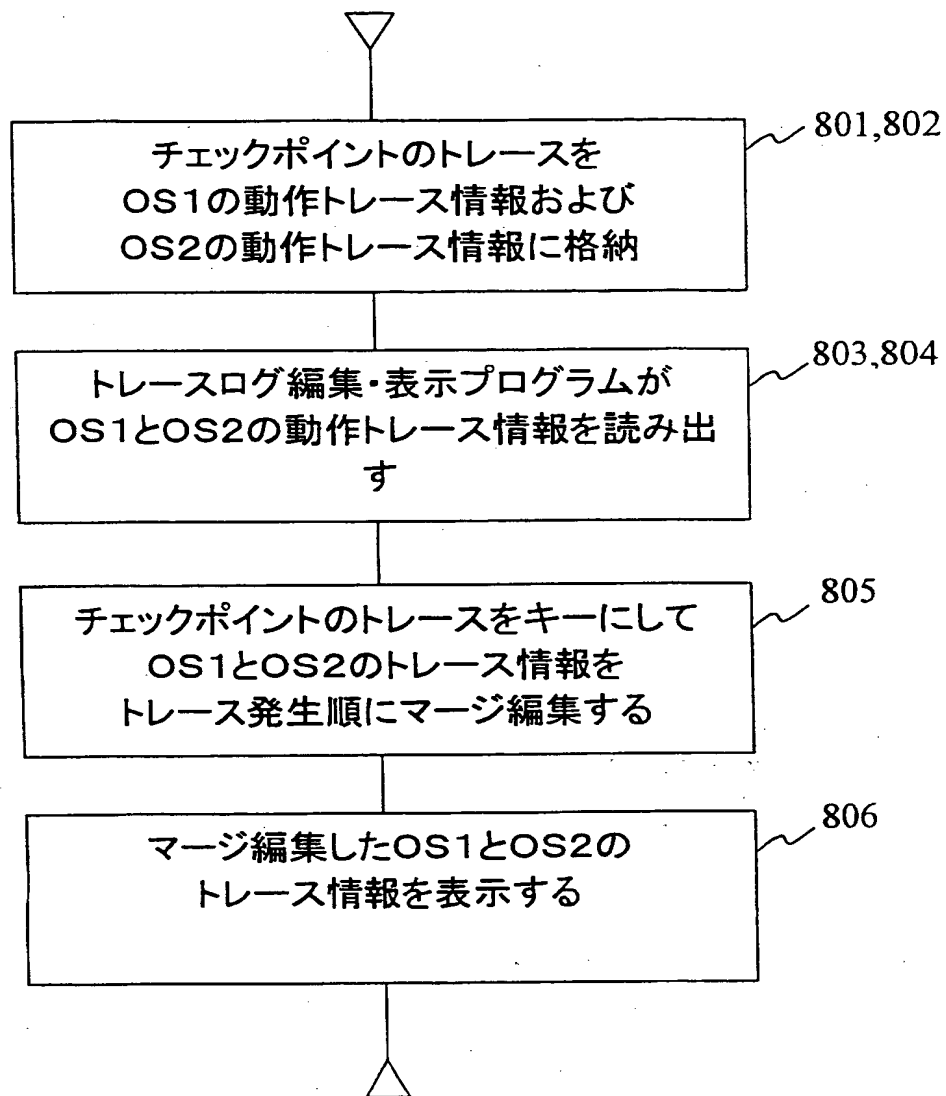 801,802
チェックポイントのトレースを
OS1の動作トレース情報および
OS2の動作トレース情報に格納
803,804
トレースログ編集・表示プログラムが
OS1とOS2の動作トレース情報を読み出
す
805
チェックポイントのトレースをキーにして
OS1とOS2のトレース情報を
トレース発生順にマージ編集する
806
マージ編集したOS1とOS2の
トレース情報を表示する